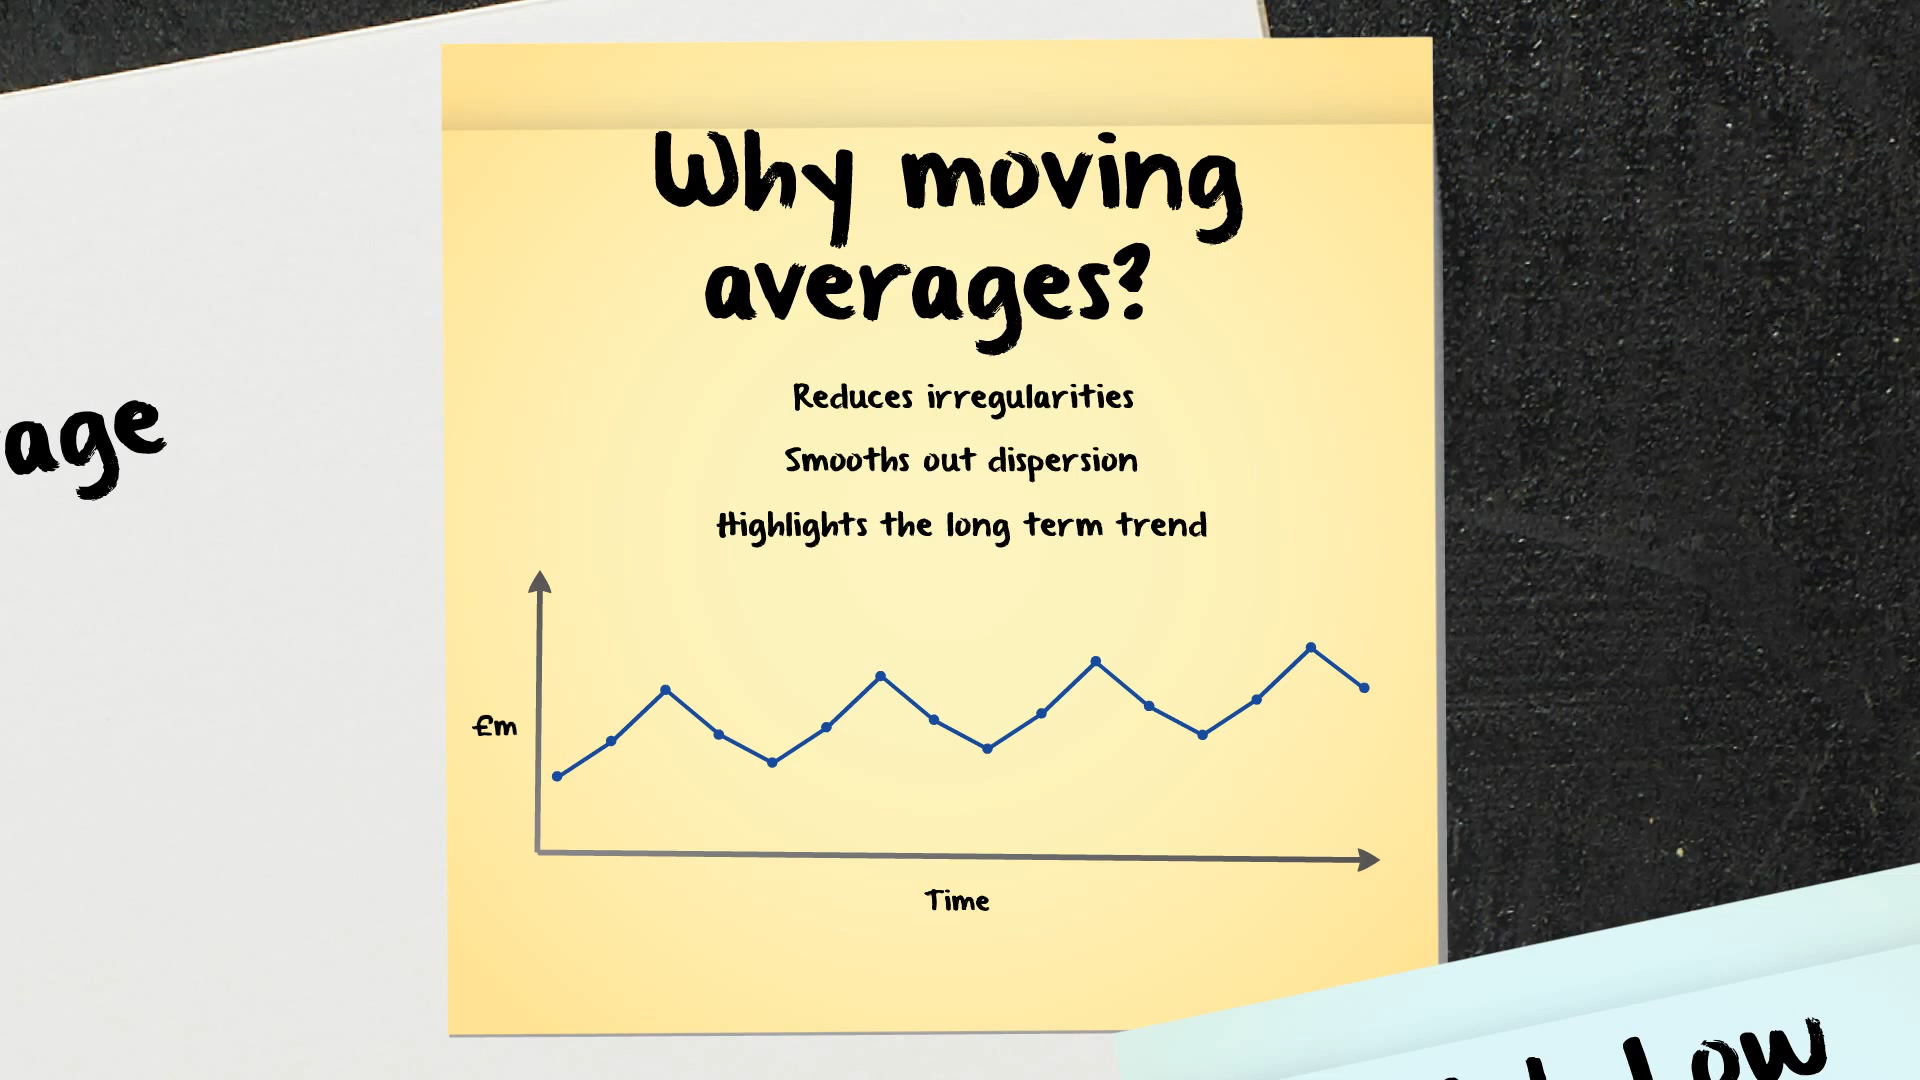 Why moving
averages?
Reduces irregularities
Smooths out dispersion
Highlights the long term trend
£m
Time
age
Low